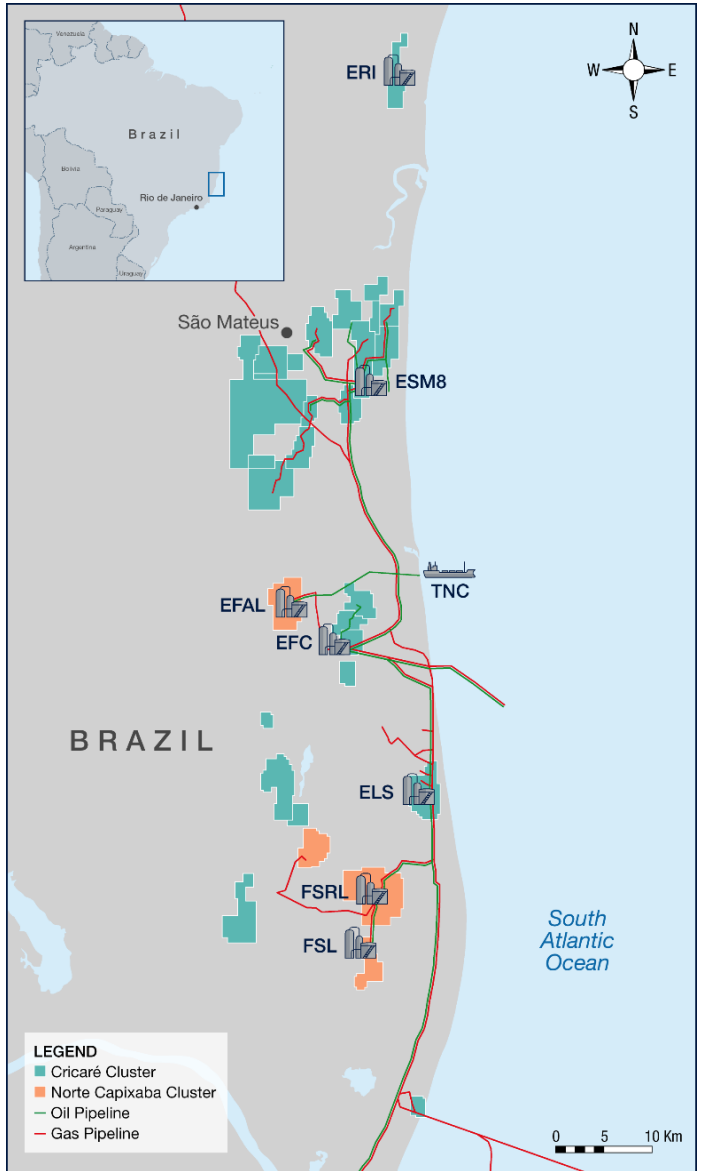 Venezuela
Brazil
Bolivia
Rio de Janeiro
Paraguay
Argentina
Uruguay
N
W
E
S
ERI
São Mateus
ESM8
TNC
EFAL
EFC
BRAZIL
ELS
FSRL
FSL
South
Atlantic
Ocean
LEGEND
Cricaré Cluster
Norte Capixaba Cluster
Oil Pipeline
Gas Pipeline
0 5 10 Km